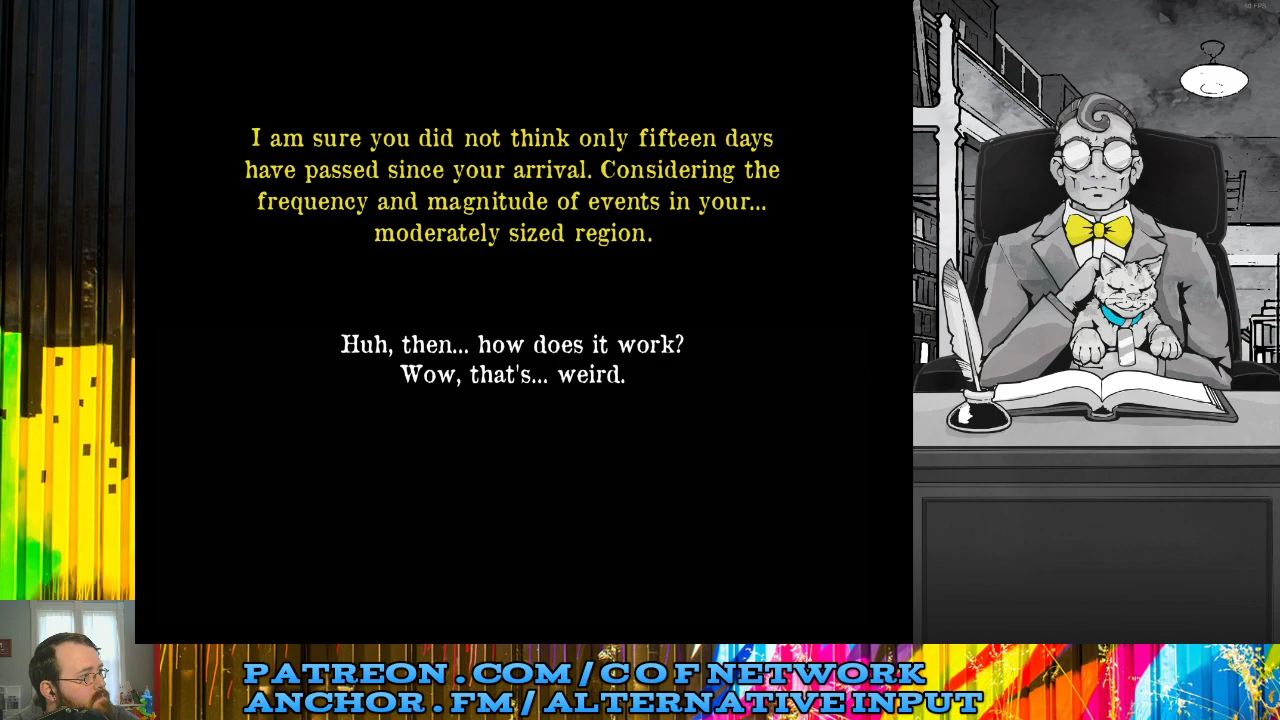 I am sure you did not think only fifteen days
have passed since your arrival. Considering the
frequency and magnitude of events in your...
moderately sized region.
Huh, then... how does it work?
Wow, that's... weird.
PATREON.COM/COFNETWORK
ANCHOR.FM/ALTERNATIVEINPUT